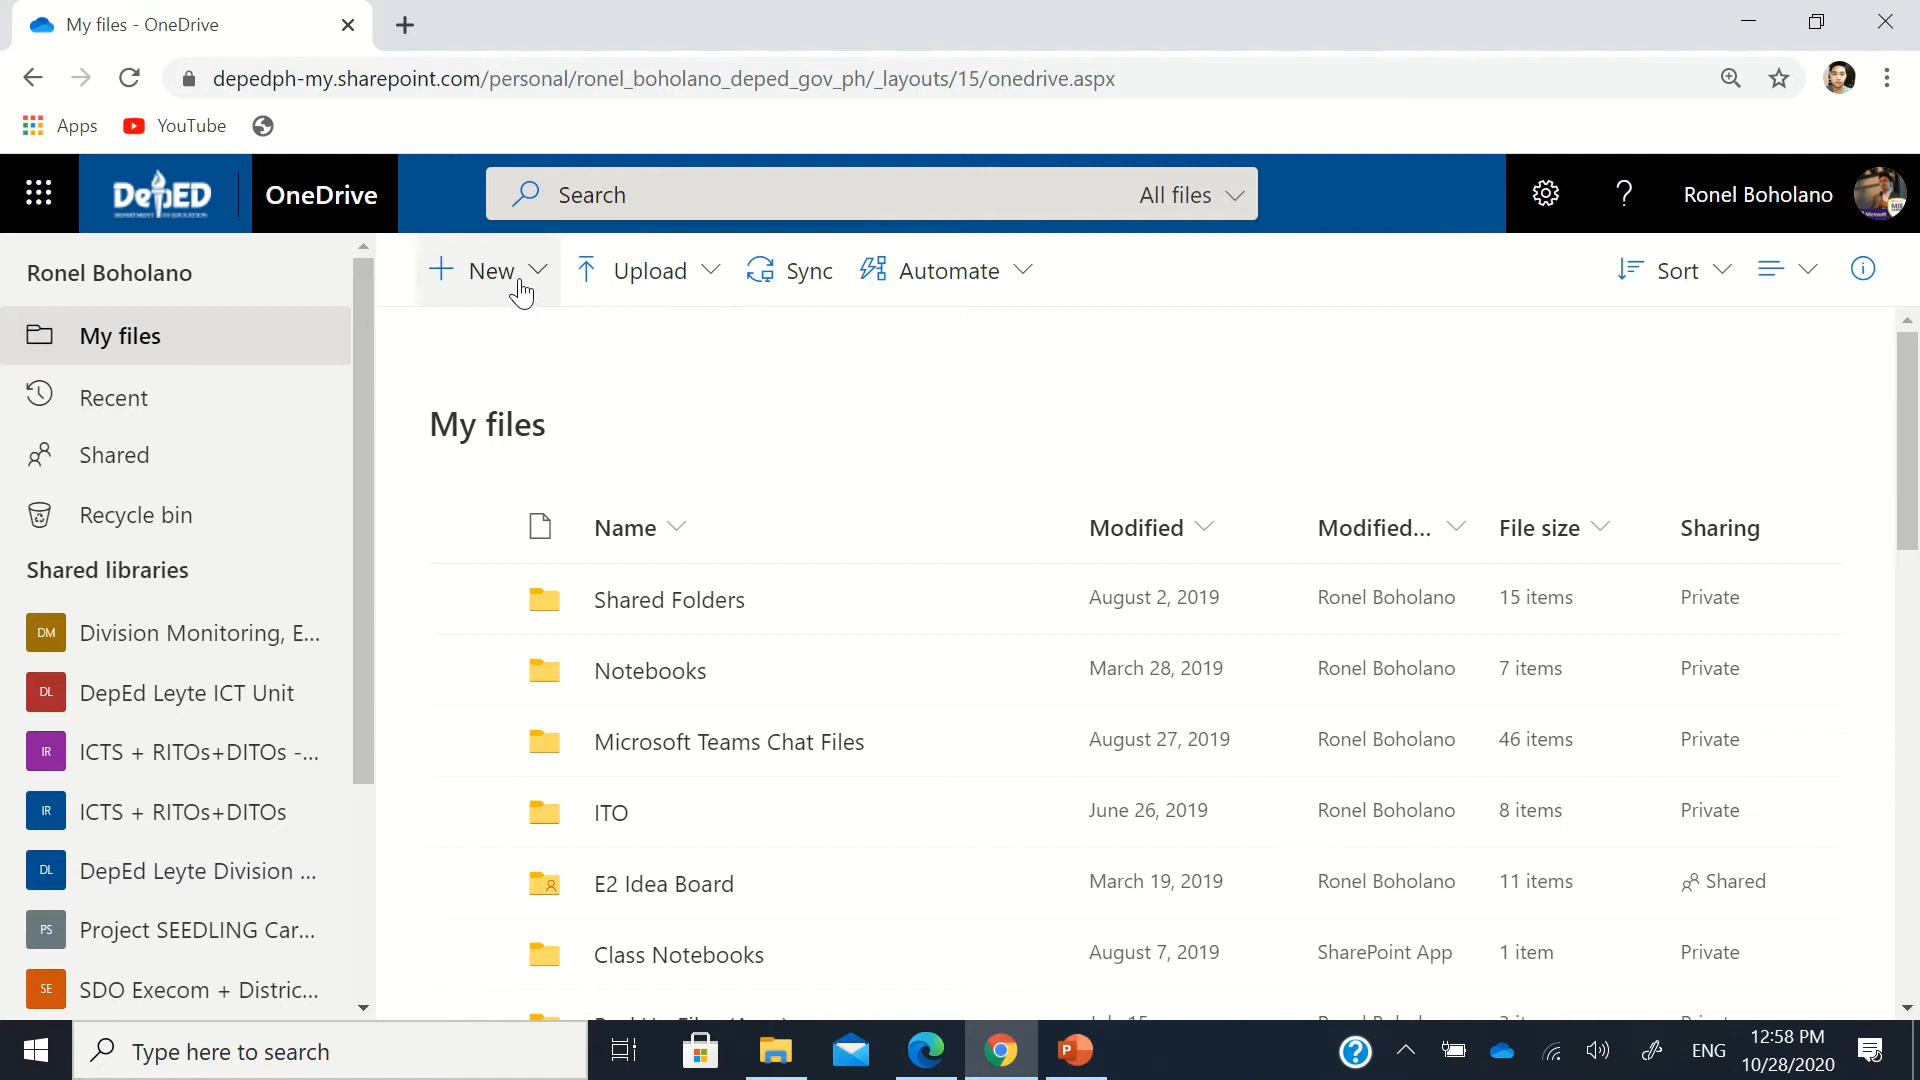 My files - OneDrive
depedph-my.sharepoint.com/personal/ronel_boholano_deped_gov_ph/_layouts/15/onedrive.aspx
Apps
YouTube
DepED
DEPARTMENT OF EDUCATION
OneDrive
Search
All files
?
Ronel Boholano
Ronel Boholano
New
Upload
Sync
Automate
Sort
My files
Recent
Shared
Recycle bin
Shared libraries
DM Division Monitoring, E...
DL DepEd Leyte ICT Unit
IR ICTS + RITOs+DITOs -...
IR ICTS + RITOs+DITOs
DL DepEd Leyte Division ...
PS Project SEEDLING Car...
SE SDO Execom + Distric...
My files
Name Modified Modified... File size Sharing
Shared Folders August 2, 2019 Ronel Boholano 15 items Private
Notebooks March 28, 2019 Ronel Boholano 7 items Private
Microsoft Teams Chat Files August 27, 2019 Ronel Boholano 46 items Private
ITO June 26, 2019 Ronel Boholano 8 items Private
E2 Idea Board March 19, 2019 Ronel Boholano 11 items Shared
Class Notebooks August 7, 2019 SharePoint App 1 item Private
Type here to search
P
?
ENG
12:58 PM
10/28/2020